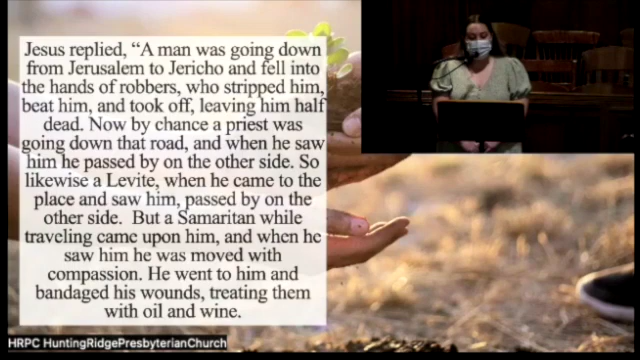 Jesus replied, “A man was going down
from Jerusalem to Jericho and fell into
the hands of robbers, who stripped him,
beat him, and took off, leaving him half
dead. Now by chance a priest was
going down that road, and when he saw
him he passed by on the other side. So
likewise a Levite, when he came to the
place and saw him, passed by on the
other side.  But a Samaritan while
traveling came upon him, and when he
saw him he was moved with
compassion. He went to him and
bandaged his wounds, treating them
with oil and wine.
HRPC HuntingRidgePresbyterianChurch